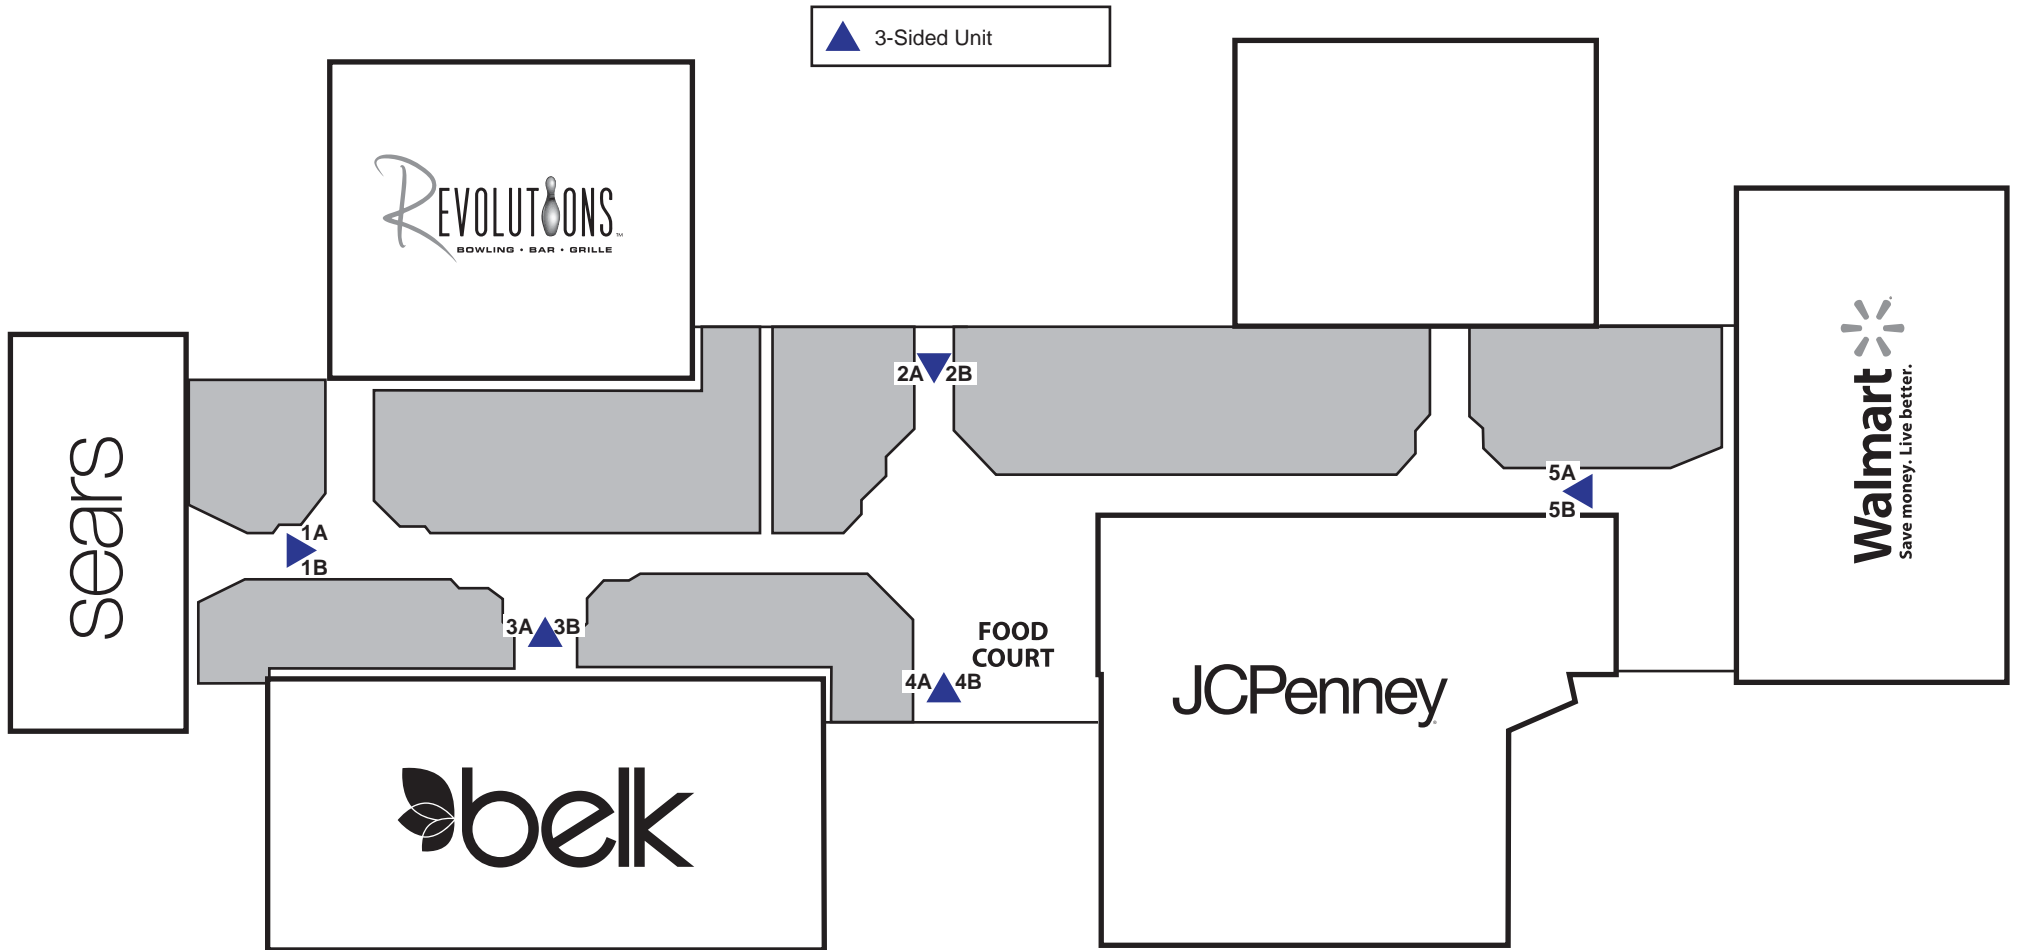 3-Sided Unit
REVOLUTIONS™
BOWLING • BAR • GRILLE
sears
Walmart
Save money. Live better.
2A 2B
5A
5B
1A
1B
3A 3B
FOOD
COURT
4A 4B
JCPenney
belk